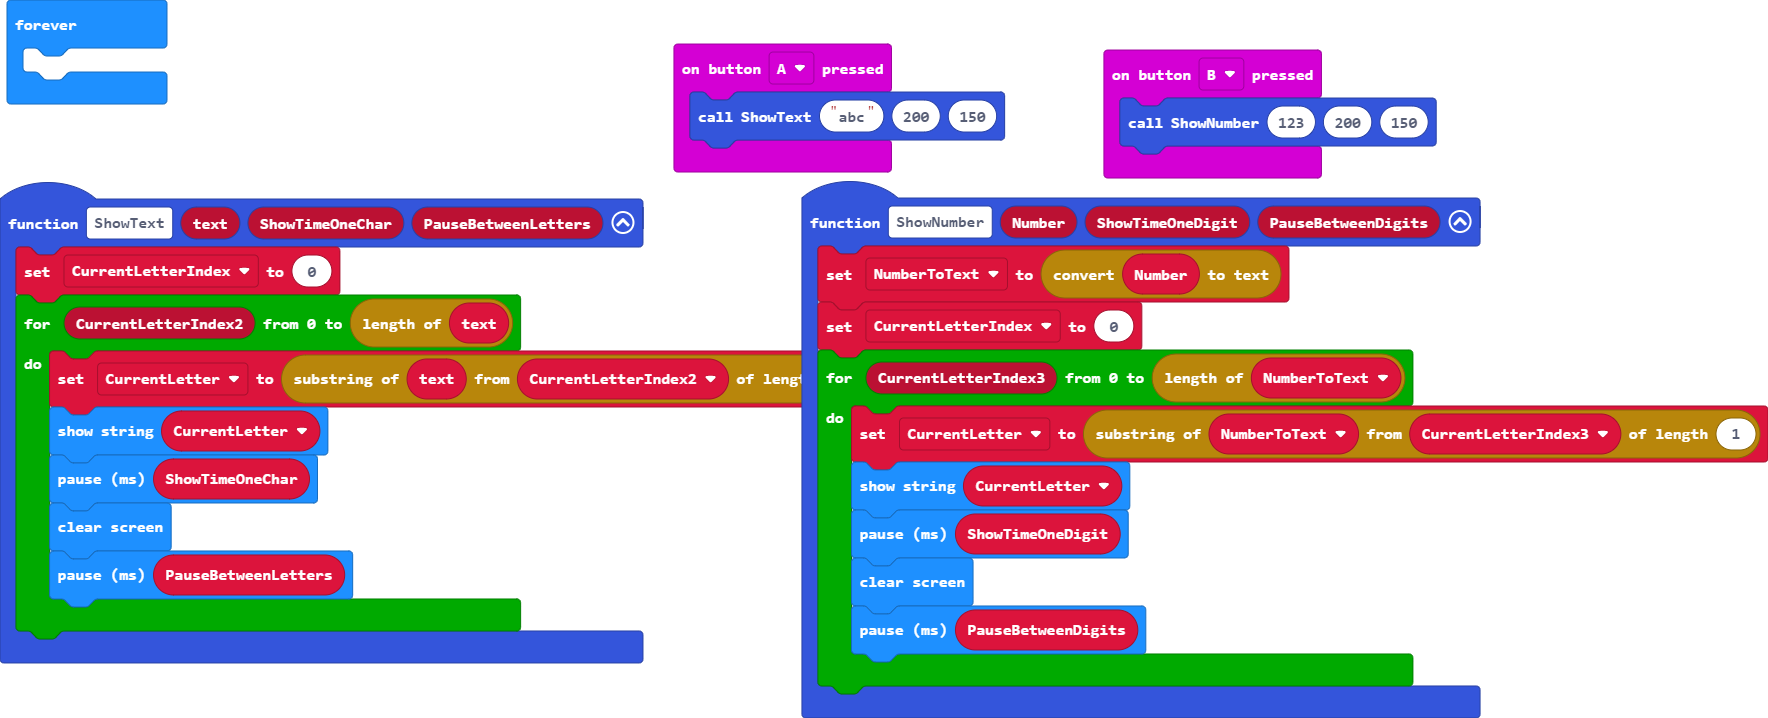 forever
on button A pressed
call ShowText "abc" 200 150
on button B pressed
call ShowNumber 123 200 150
function ShowText text ShowTimeOneChar PauseBetweenLetters
set CurrentLetterIndex to 0
for CurrentLetterIndex2 from 0 to length of text
do
set CurrentLetter to substring of text from CurrentLetterIndex2 of leng
show string CurrentLetter
pause (ms) ShowTimeOneChar
clear screen
pause (ms) PauseBetweenLetters
function ShowNumber Number ShowTimeOneDigit PauseBetweenDigits
set NumberToText to convert Number to text
set CurrentLetterIndex to 0
for CurrentLetterIndex3 from 0 to length of NumberToText
do
set CurrentLetter to substring of NumberToText from CurrentLetterIndex3 of length 1
show string CurrentLetter
pause (ms) ShowTimeOneDigit
clear screen
pause (ms) PauseBetweenDigits